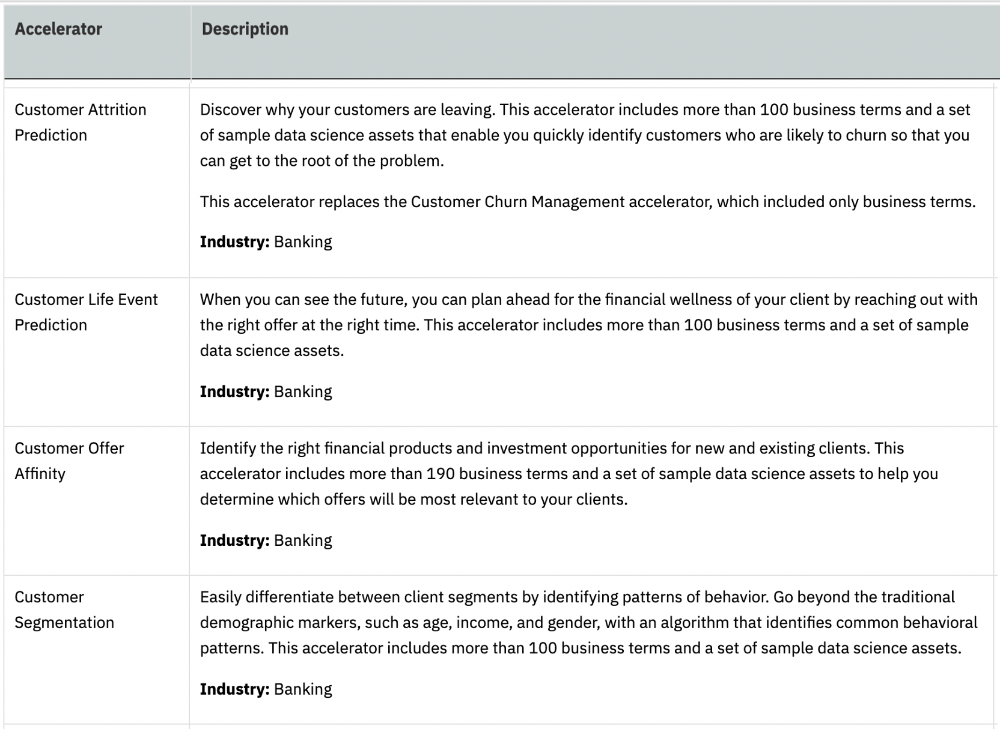 Accelerator
Description
Customer Attrition
Prediction
Discover why your customers are leaving. This accelerator includes more than 100 business terms and a set
of sample data science assets that enable you quickly identify customers who are likely to churn so that you
can get to the root of the problem.
This accelerator replaces the Customer Churn Management accelerator, which included only business terms.
Industry: Banking
Customer Life Event
Prediction
When you can see the future, you can plan ahead for the financial wellness of your client by reaching out with
the right offer at the right time. This accelerator includes more than 100 business terms and a set of sample
data science assets.
Industry: Banking
Customer Offer
Affinity
Identify the right financial products and investment opportunities for new and existing clients. This
accelerator includes more than 190 business terms and a set of sample data science assets to help you
determine which offers will be most relevant to your clients.
Industry: Banking
Customer
Segmentation
Easily differentiate between client segments by identifying patterns of behavior. Go beyond the traditional
demographic markers, such as age, income, and gender, with an algorithm that identifies common behavioral
patterns. This accelerator includes more than 100 business terms and a set of sample data science assets.
Industry: Banking